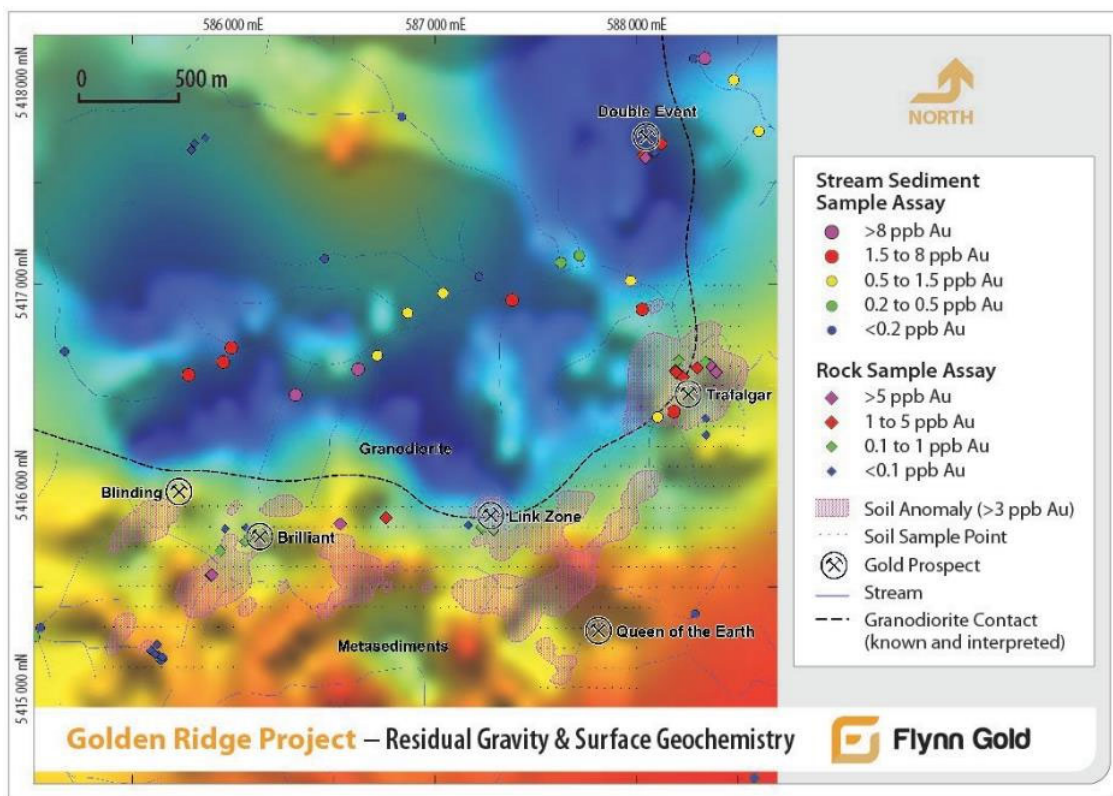 586 000 mE
587 000 mE
588 000 mE
5 418 000 mN
5 417 000 mN
5 416 000 mN
5 415 000 mN
0 500 m
Double Event
Trafalgar
Granodiorite
Blinding
Link Zone
Brilliant
Queen of the Earth
Metasediments
NORTH
Stream Sediment
Sample Assay
>8 ppb Au
1.5 to 8 ppb Au
0.5 to 1.5 ppb Au
0.2 to 0.5 ppb Au
<0.2 ppb Au
Rock Sample Assay
>5 ppb Au
1 to 5 ppb Au
0.1 to 1 ppb Au
<0.1 ppb Au
Soil Anomaly (>3 ppb Au)
Soil Sample Point
Gold Prospect
Stream
Granodiorite Contact
(known and interpreted)
Golden Ridge Project – Residual Gravity & Surface Geochemistry
Flynn Gold